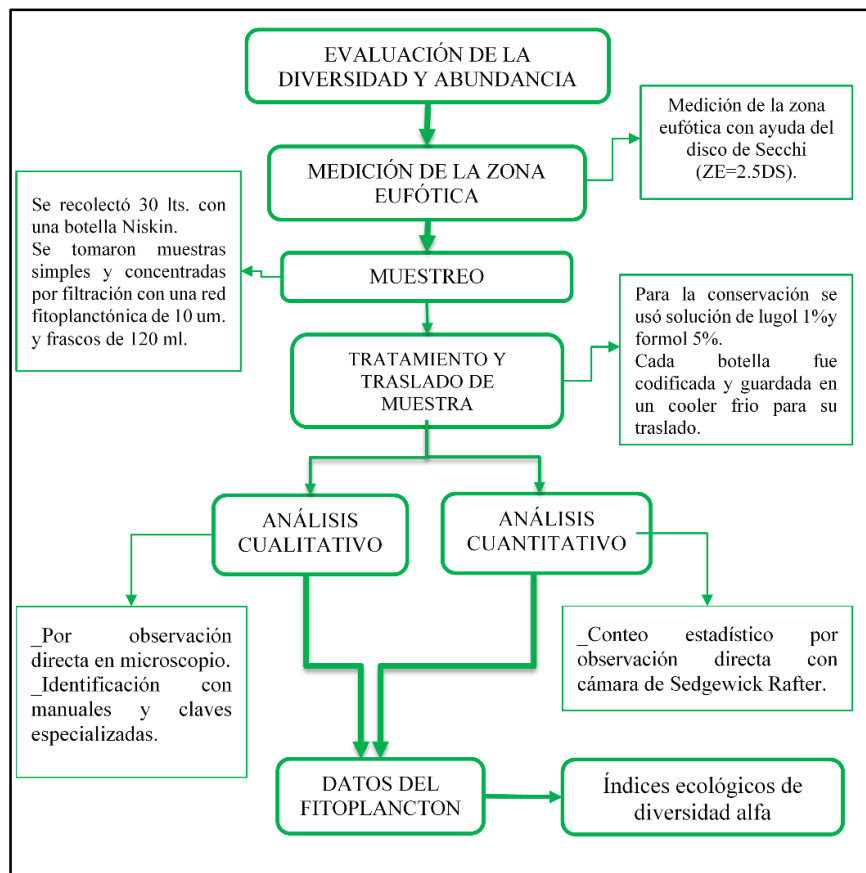 EVALUACIÓN DE LA
DIVERSIDAD Y ABUNDANCIA
Medición de la zona
eufótica con ayuda del
disco de Secchi
(ZE=2.5DS).
MEDICIÓN DE LA ZONA
EUFÓTICA
Se recolectó 30 lts. con
una botella Niskin.
Se tomaron muestras
simples y concentradas
por filtración con una red
fitoplanctónica de 10 um.
y frascos de 120 ml.
MUESTREO
Para la conservación se
usó solución de lugol 1%y
formol 5%.
Cada botella fue
codificada y guardada en
un cooler frio para su
traslado.
TRATAMIENTO Y
TRASLADO DE
MUESTRA
ANÁLISIS
CUALITATIVO
ANÁLISIS
CUANTITATIVO
_Por observación
directa en microscopio.
_Identificación con
manuales y claves
especializadas.
_Conteo estadístico por
observación directa con
cámara de Sedgewick Rafter.
DATOS DEL
FITOPLANCTON
Índices ecológicos de
diversidad alfa